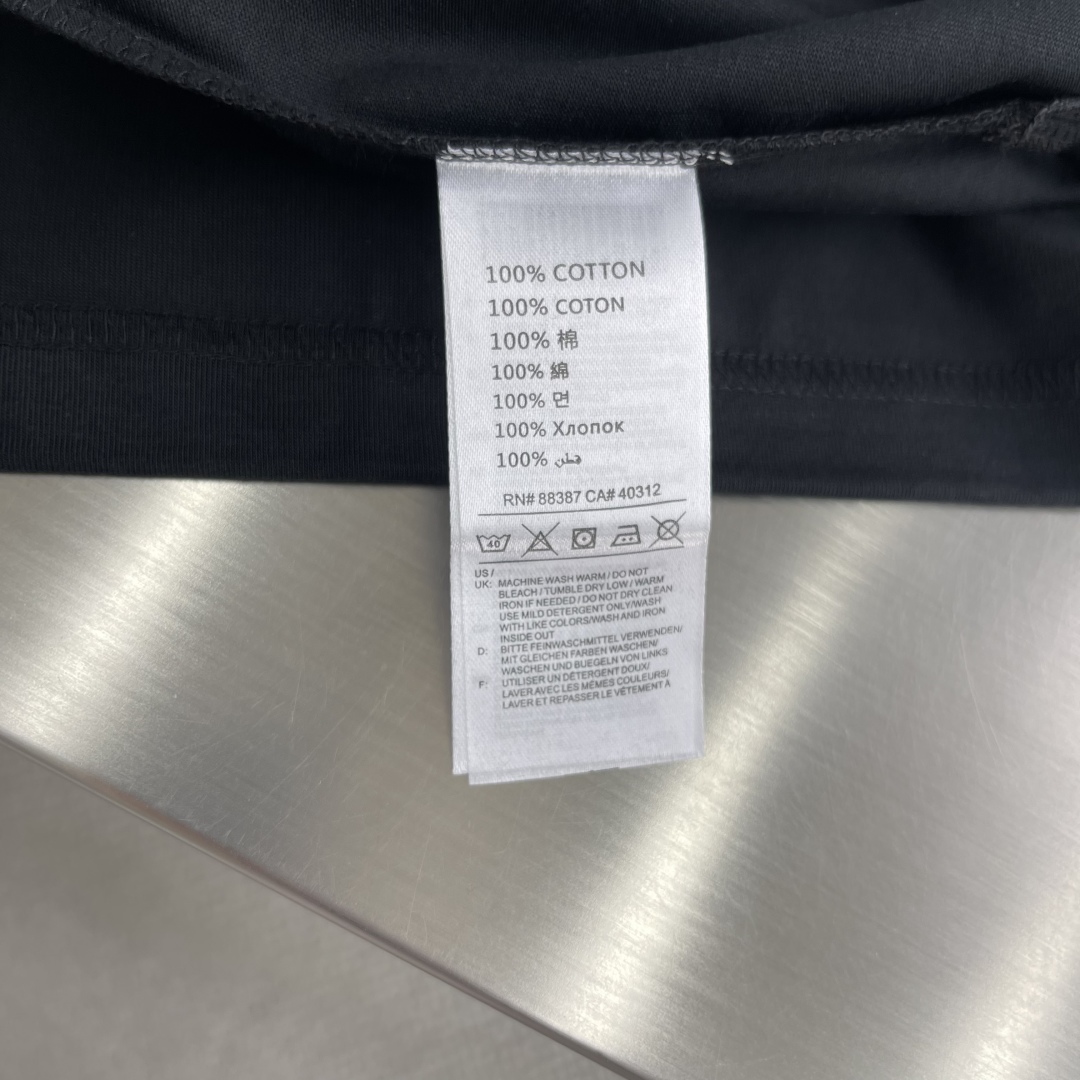 100% COTTON
100% COTON
100% 棉
100% 綿
100% 면
100% Хлопок
100% قطن
RN# 88387 CA# 40312
40
US /
UK: MACHINE WASH WARM / DO NOT
BLEACH / TUMBLE DRY LOW / WARM
IRON IF NEEDED / DO NOT DRY CLEAN
USE MILD DETERGENT ONLY/WASH
WITH LIKE COLORS/WASH AND IRON
INSIDE OUT
D: BITTE FEINWASCHMITTEL VERWENDEN/
MIT GLEICHEN FARBEN WASCHEN/
WASCHEN UND BUEGELN VON LINKS
F: UTILISER UN DÉTERGENT DOUX/
LAVER AVEC LES MÊMES COULEURS/
LAVER ET REPASSER LE VÊTEMENT À